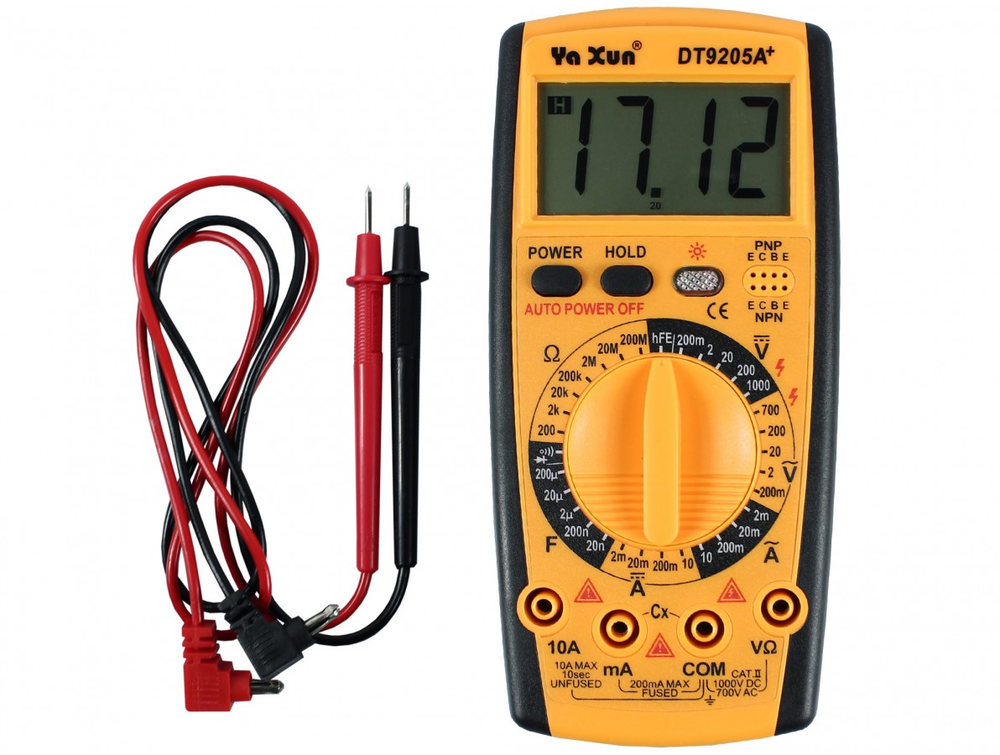 Ya Xun® DT9205A+
H
17.12
20
POWER HOLD
AUTO POWER OFF
CE
PNP
E C B E
E C B E
NPN
hFE 200m 2 20 200 1000
V
700 200 20 2 200m
V
2m 20m 200m 10
A
10 200m 20m 2m
A
20n 200n 2µ 20µ 200µ
F
200 2k 20k 200k 2M 20M 200M
Ω
Cx
10A mA COM VΩ
10A MAX
10sec
UNFUSED
200mA MAX
FUSED
CAT.II
1000V DC
700V AC